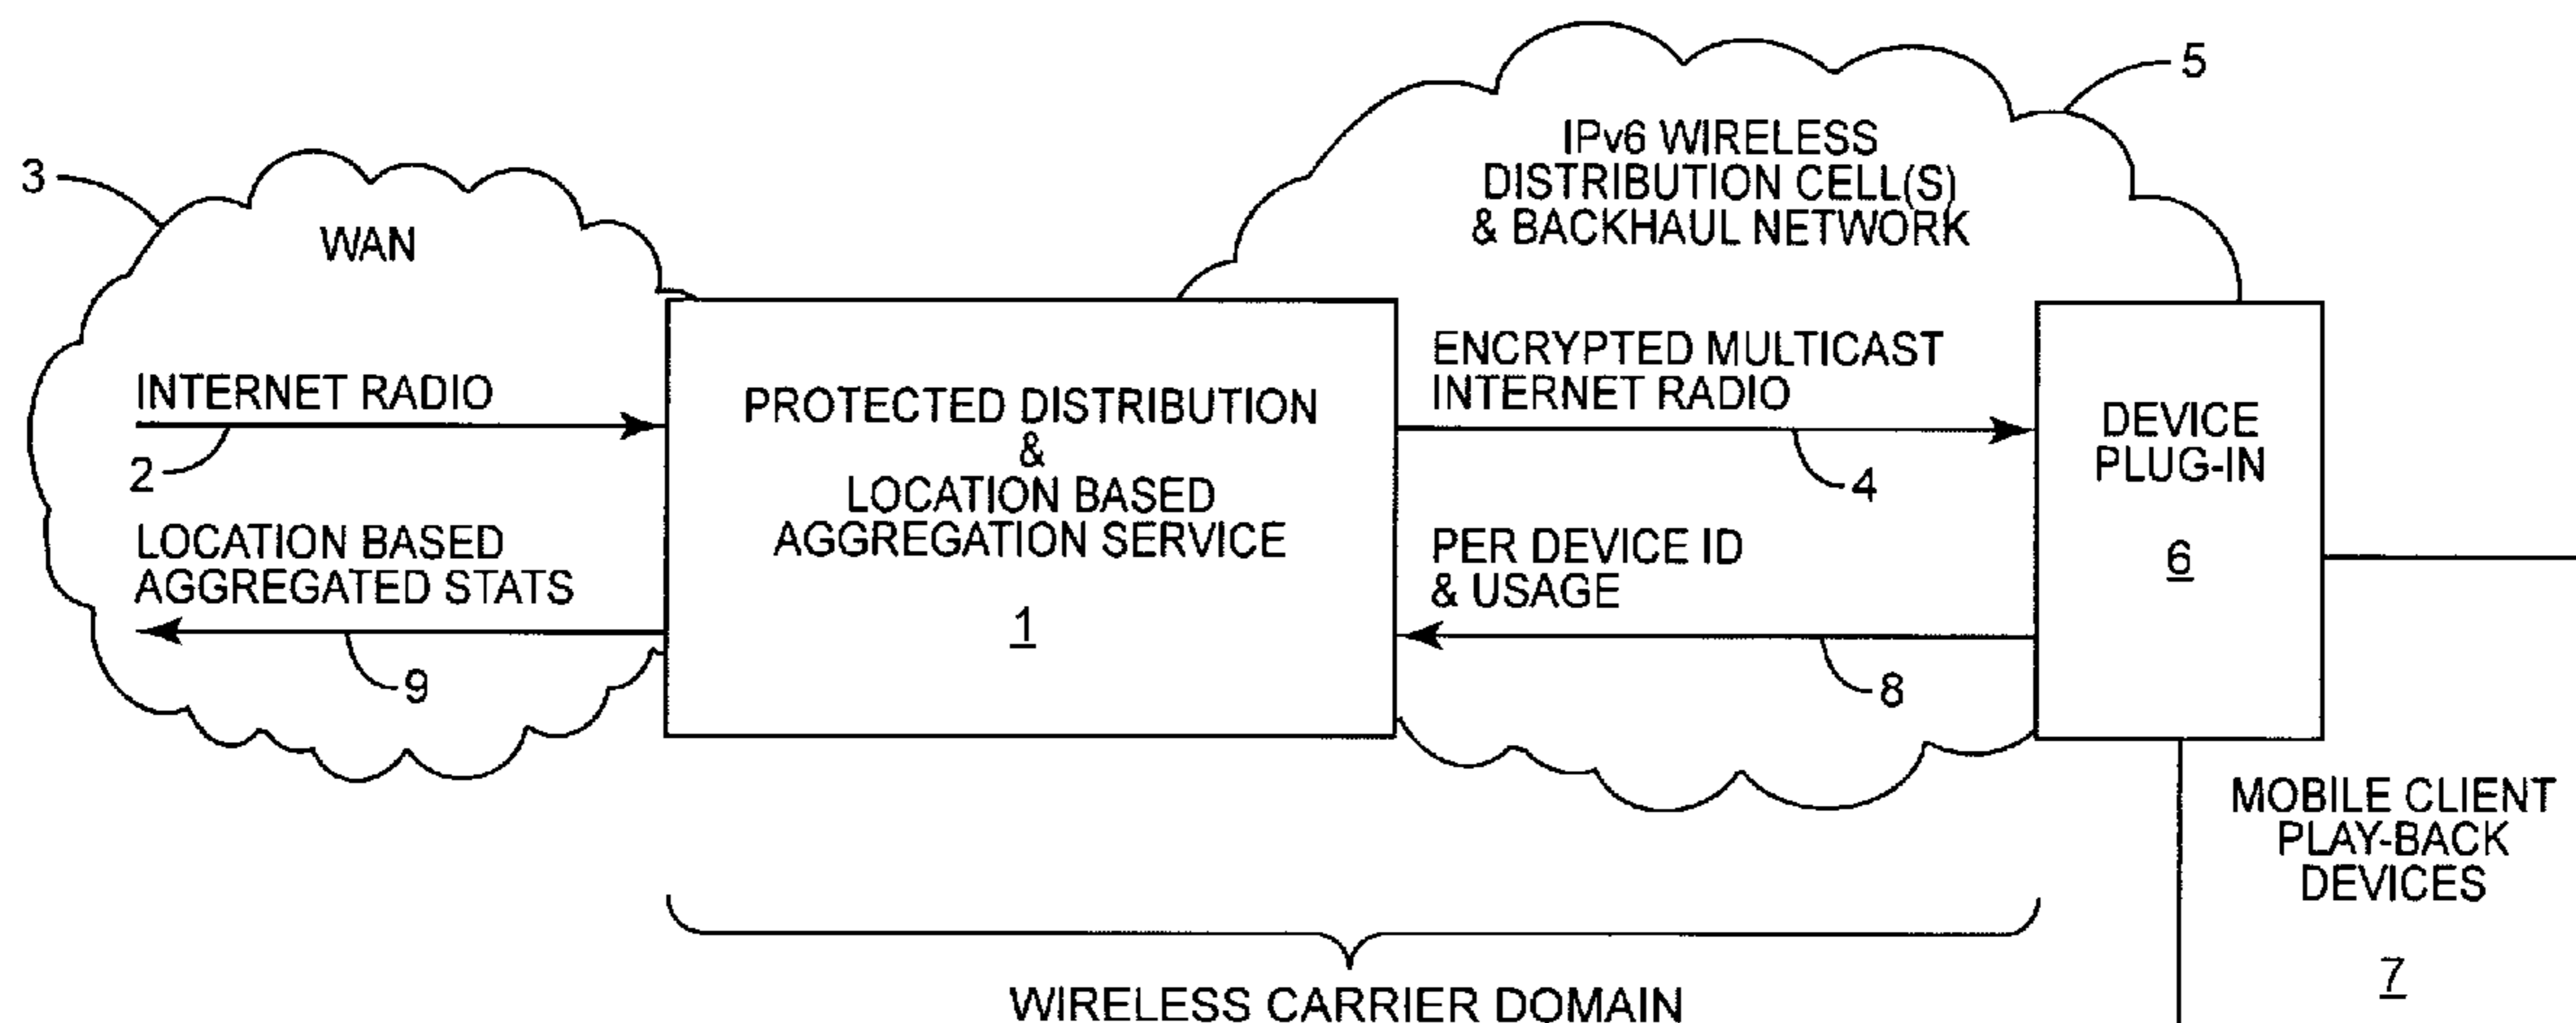 5
IPv6 WIRELESS
DISTRIBUTION CELL(S)
& BACKHAUL NETWORK
3
WAN
INTERNET RADIO
2
LOCATION BASED
AGGREGATED STATS
9
PROTECTED DISTRIBUTION
&
LOCATION BASED
AGGREGATION SERVICE
1
ENCRYPTED MULTICAST
INTERNET RADIO
4
PER DEVICE ID
& USAGE
8
DEVICE
PLUG-IN
6
MOBILE CLIENT
PLAY-BACK
DEVICES
7
WIRELESS CARRIER DOMAIN